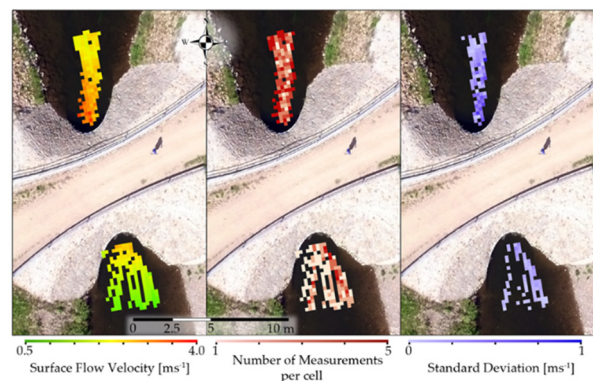 N
W
0 2.5 5 10 m
0.5 4.0 1 5 0 1
Surface Flow Velocity [ms⁻¹] Number of Measurements Standard Deviation [ms⁻¹]
per cell